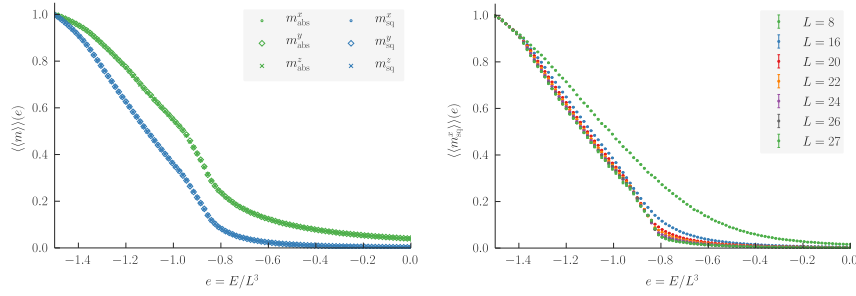 1.0
0.8
0.6
0.4
0.2
0.0
⟨⟨m⟩⟩(e)
−1.4 −1.2 −1.0 −0.8 −0.6 −0.4 −0.2 0.0
e = E/L³
m^x_abs m^x_sq
m^y_abs m^y_sq
m^z_abs m^z_sq
1.0
0.8
0.6
0.4
0.2
0.0
⟨⟨m^x_sq⟩⟩(e)
−1.4 −1.2 −1.0 −0.8 −0.6 −0.4 −0.2 0.0
e = E/L³
L = 8
L = 16
L = 20
L = 22
L = 24
L = 26
L = 27